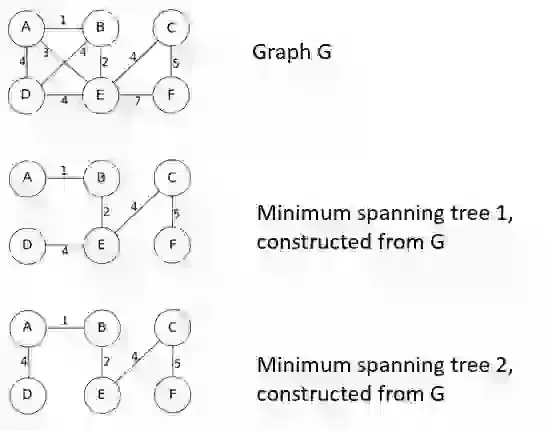 A 1 B C
4 3 4 2 4 5
D 4 E 7 F
Graph G
A 1 B C
2 4 5
D 4 E F
Minimum spanning tree 1,
constructed from G
A 1 B C
4 2 4 5
D E F
Minimum spanning tree 2,
constructed from G